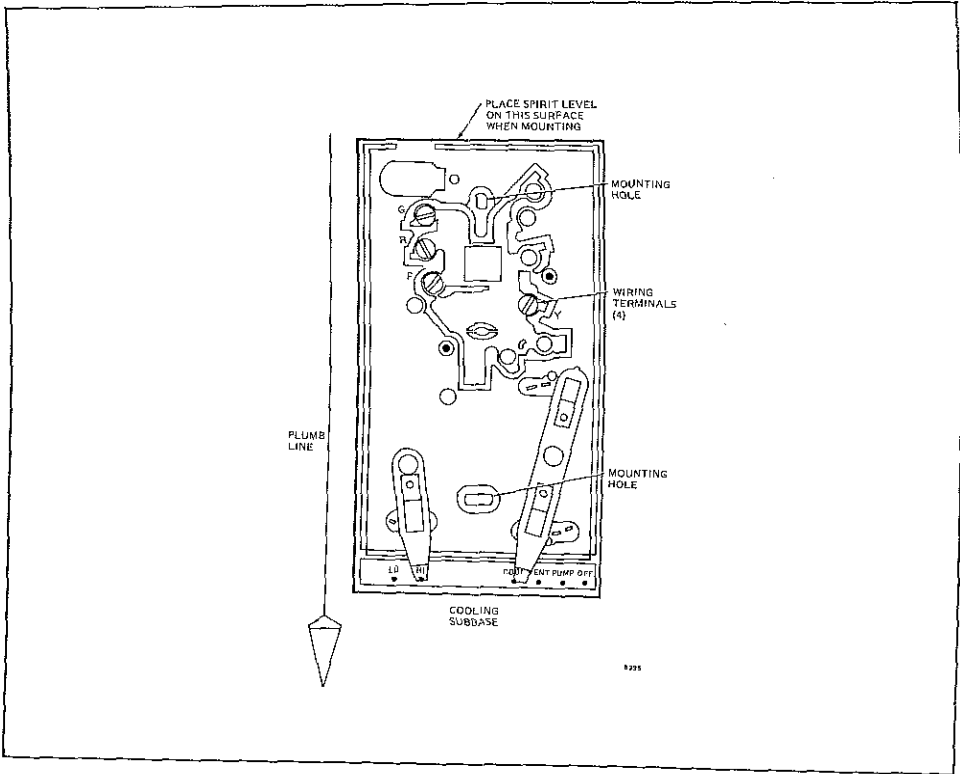 PLACE SPIRIT LEVEL
ON THIS SURFACE
WHEN MOUNTING
MOUNTING
HOLE
G
R
F
WIRING
TERMINALS
(4)
Y
PLUMB
LINE
MOUNTING
HOLE
LO HI
COOL VENT PUMP OFF
COOLING
SUBBASE